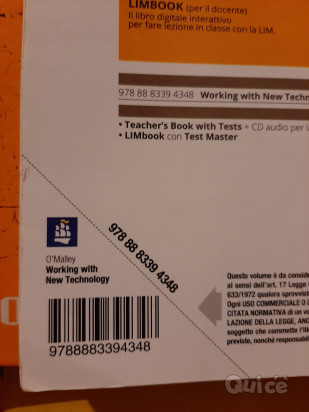 LIMBOOK (per il docente)
Il libro digitale interattivo
per fare lezione in classe con la LIM.
978 88 8339 4348 Working with New Techn
• Teacher's Book with Tests + CD audio per la
• LIMbook con Test Master
978 88 8339 4348
O'Malley
Working with
New Technology
9788883394348
Questo volume è da conside
ai sensi dell'art. 17 Legge
633/1972 qualora sprovvist
Ogni USO COMMERCIALE O
CITATA NORMATIVA di un vo
LAZIONE DELLA LEGGE, ANC
soggetto che commette l'ill
previste, nonché responsabil
Quicè